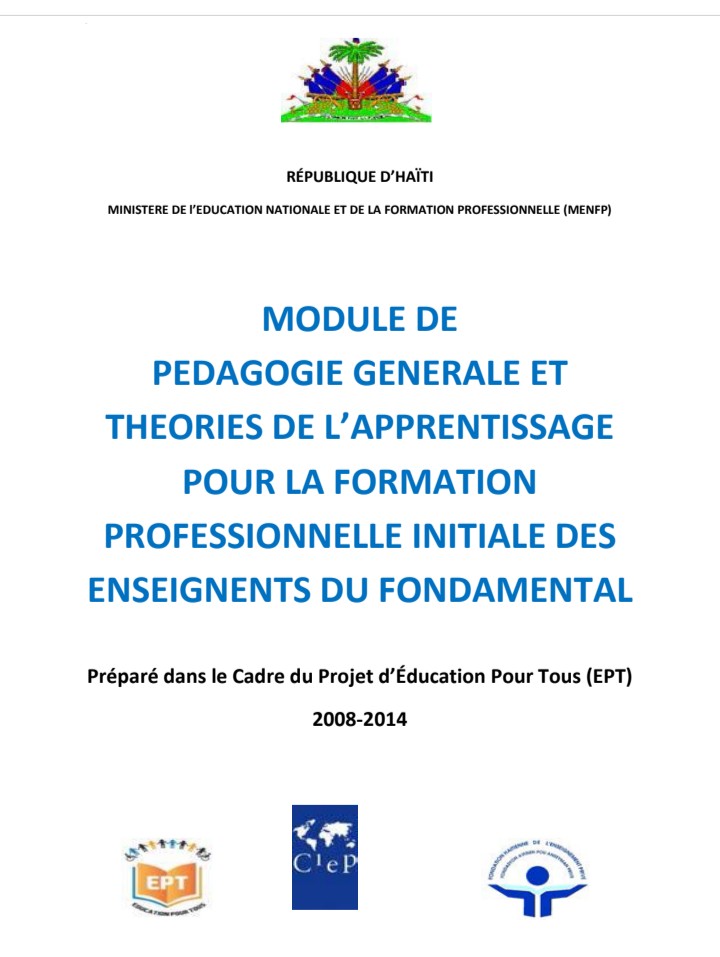 RÉPUBLIQUE D’HAÏTI
MINISTERE DE l’EDUCATION NATIONALE ET DE LA FORMATION PROFESSIONNELLE (MENFP)
MODULE DE
PEDAGOGIE GENERALE ET
THEORIES DE L’APPRENTISSAGE
POUR LA FORMATION
PROFESSIONNELLE INITIALE DES
ENSEIGNENTS DU FONDAMENTAL
Préparé dans le Cadre du Projet d’Éducation Pour Tous (EPT)
2008-2014
EPT
EDUCATION POUR TOUS
CIeP
FONDATION HAITIENNE DE L'ENSEIGNEMENT PRIVE